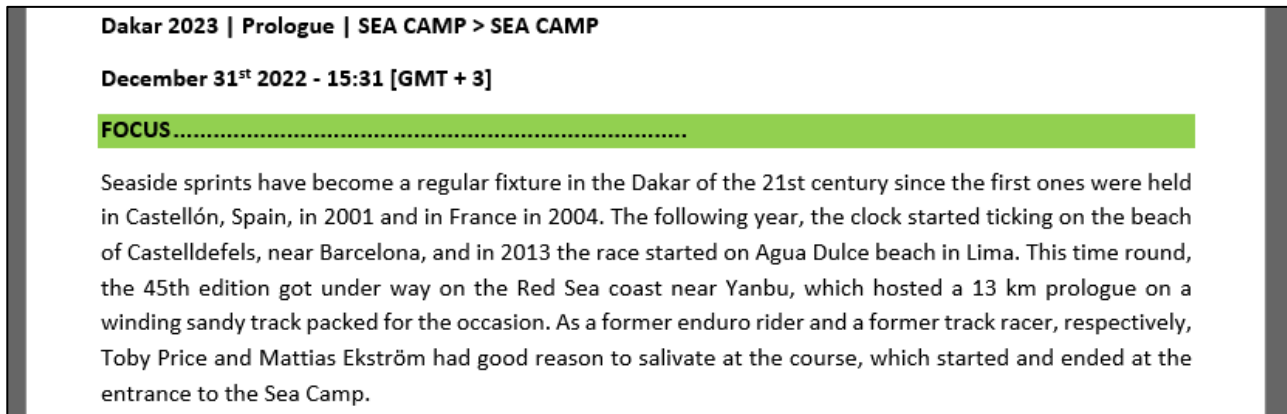 Dakar 2023 | Prologue | SEA CAMP > SEA CAMP
December 31st 2022 - 15:31 [GMT + 3]
FOCUS.............................................................................
Seaside sprints have become a regular fixture in the Dakar of the 21st century since the first ones were held
in Castellón, Spain, in 2001 and in France in 2004. The following year, the clock started ticking on the beach
of Castelldefels, near Barcelona, and in 2013 the race started on Agua Dulce beach in Lima. This time round,
the 45th edition got under way on the Red Sea coast near Yanbu, which hosted a 13 km prologue on a
winding sandy track packed for the occasion. As a former enduro rider and a former track racer, respectively,
Toby Price and Mattias Ekström had good reason to salivate at the course, which started and ended at the
entrance to the Sea Camp.